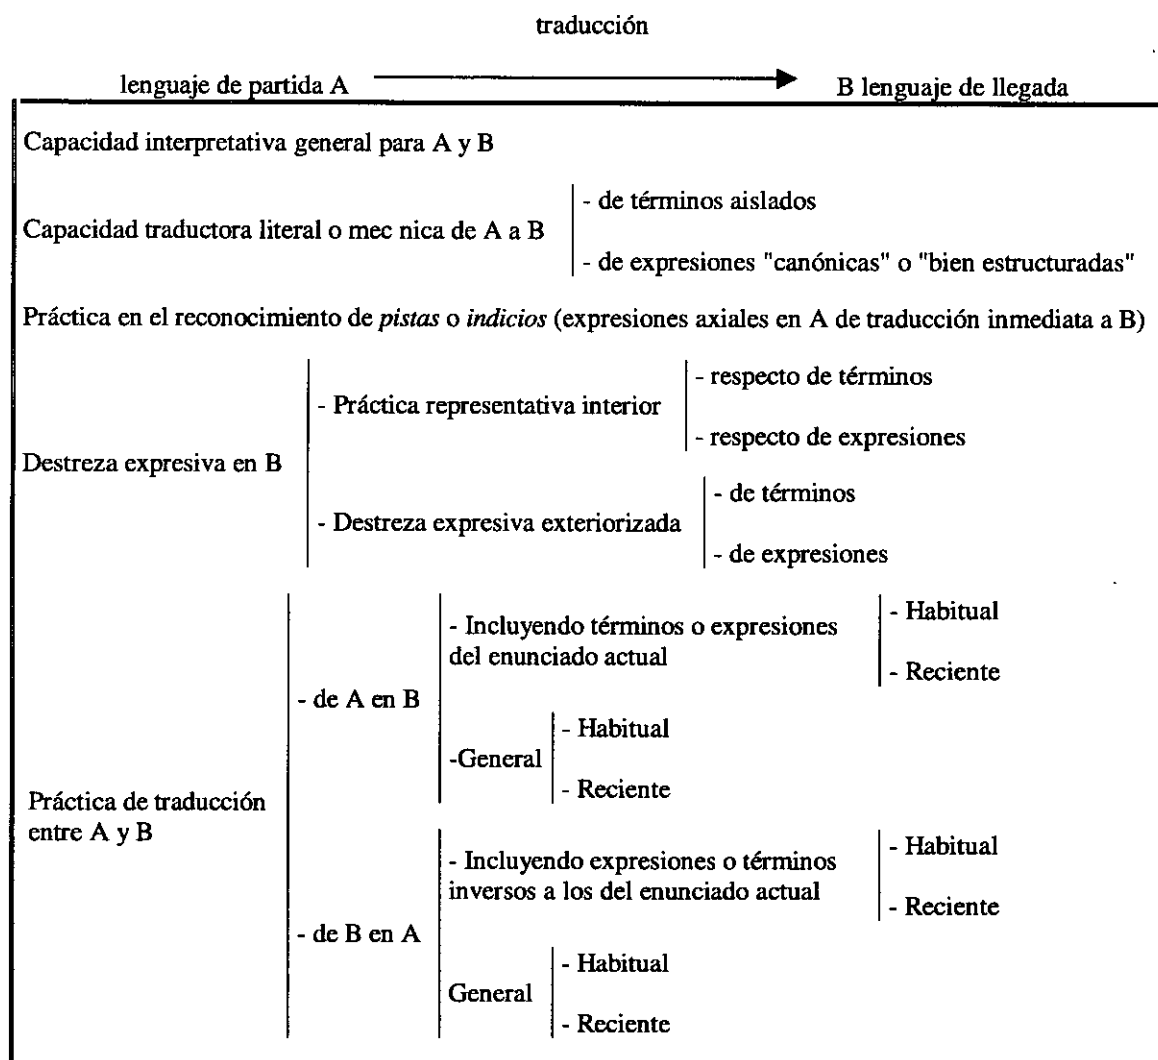 traducción
lenguaje de partida A
B lenguaje de llegada
Capacidad interpretativa general para A y B
Capacidad traductora literal o mec nica de A a B
- de términos aislados
- de expresiones "canónicas" o "bien estructuradas"
Práctica en el reconocimiento de pistas o indicios (expresiones axiales en A de traducción inmediata a B)
Destreza expresiva en B
- Práctica representativa interior
- respecto de términos
- respecto de expresiones
- Destreza expresiva exteriorizada
- de términos
- de expresiones
Práctica de traducción
entre A y B
- de A en B
- Incluyendo términos o expresiones
del enunciado actual
- Habitual
- Reciente
-General
- Habitual
- Reciente
- de B en A
- Incluyendo expresiones o términos
inversos a los del enunciado actual
- Habitual
- Reciente
General
- Habitual
- Reciente